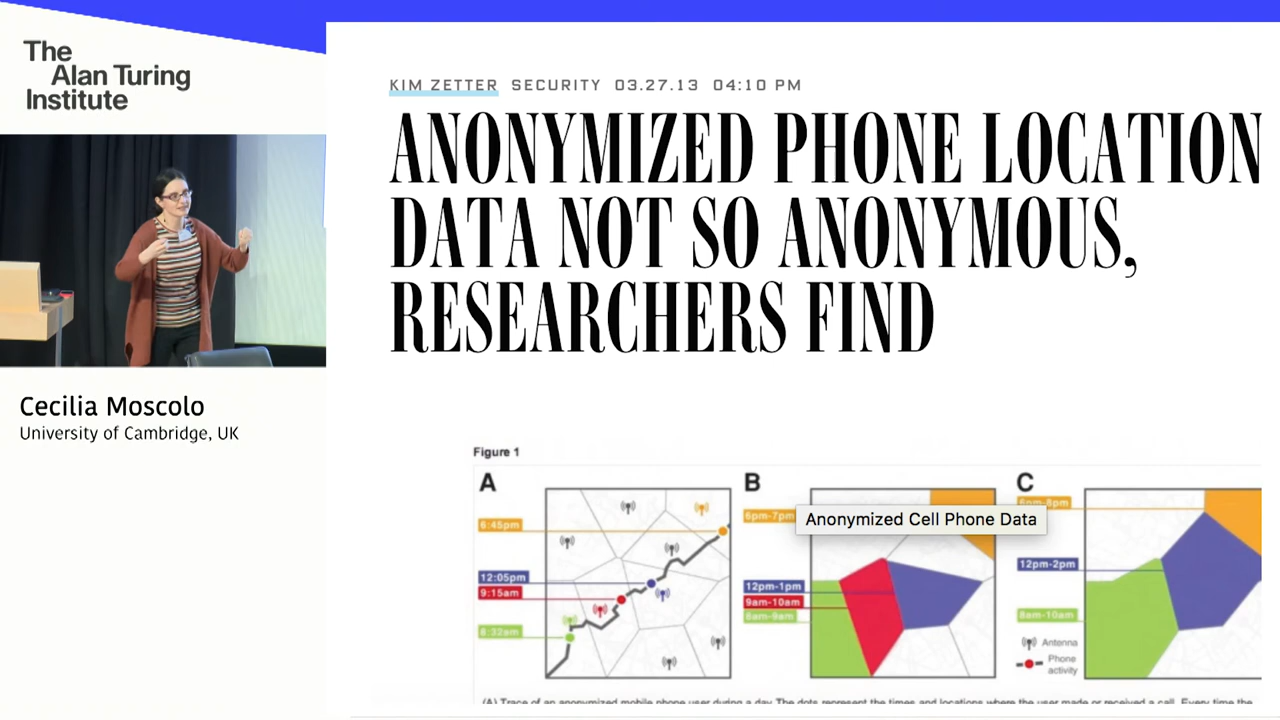 The
Alan Turing
Institute
Cecilia Moscolo
University of Cambridge, UK
KIM ZETTER SECURITY 03.27.13 04:10 PM
ANONYMIZED PHONE LOCATION
DATA NOT SO ANONYMOUS,
RESEARCHERS FIND
Figure 1
A
6:45pm
12:05pm
9:15am
8:32am
B
6pm-7pm
Anonymized Cell Phone Data
12pm-1pm
9am-10am
8am-9am
C
6pm-8pm
12pm-2pm
8am-10am
Antenna
Phone
activity
(A) Trace of an anonymized mobile phone user during a day. The dots represent the times and locations where the user made or received a call. Every time the